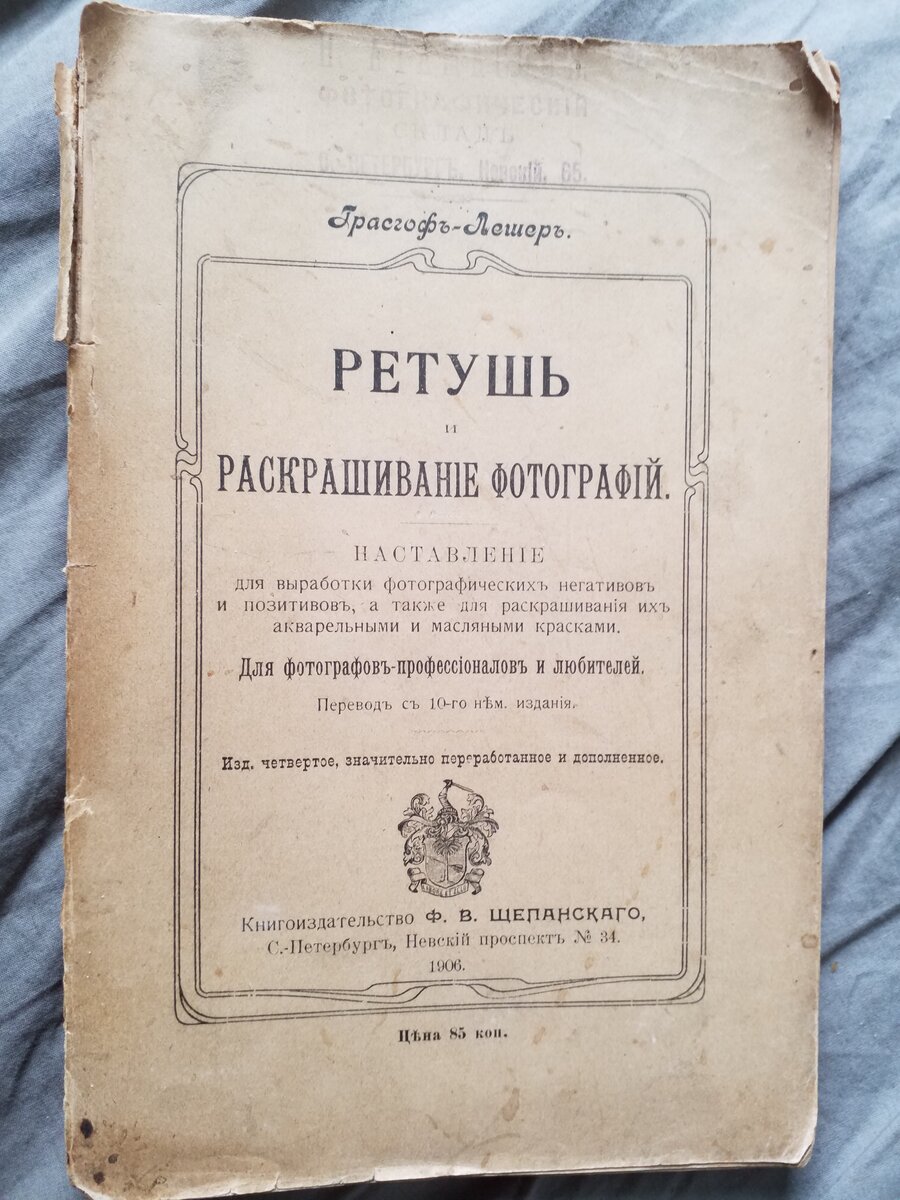 ФОТОГРАФИЧЕСКІЙ
СКЛАДЪ
С.-ПЕТЕРБУРГЪ, Невскій, 65.
Грасгофъ-Лешеръ.
РЕТУШЬ
и
РАСКРАШИВАНІЕ ФОТОГРАФІЙ.
НАСТАВЛЕНІЕ
для выработки фотографическихъ негативовъ
и позитивовъ, а также для раскрашиванія ихъ
акварельными и масляными красками.
Для фотографовъ-профессіоналовъ и любителей.
Переводъ съ 10-го нѣм. изданія.
Изд. четвертое, значительно переработанное и дополненное.
Книгоиздательство Ф. В. ЩЕПАНСКАГО,
С.-Петербургъ, Невскій проспектъ № 34.
1906.
Цѣна 85 коп.